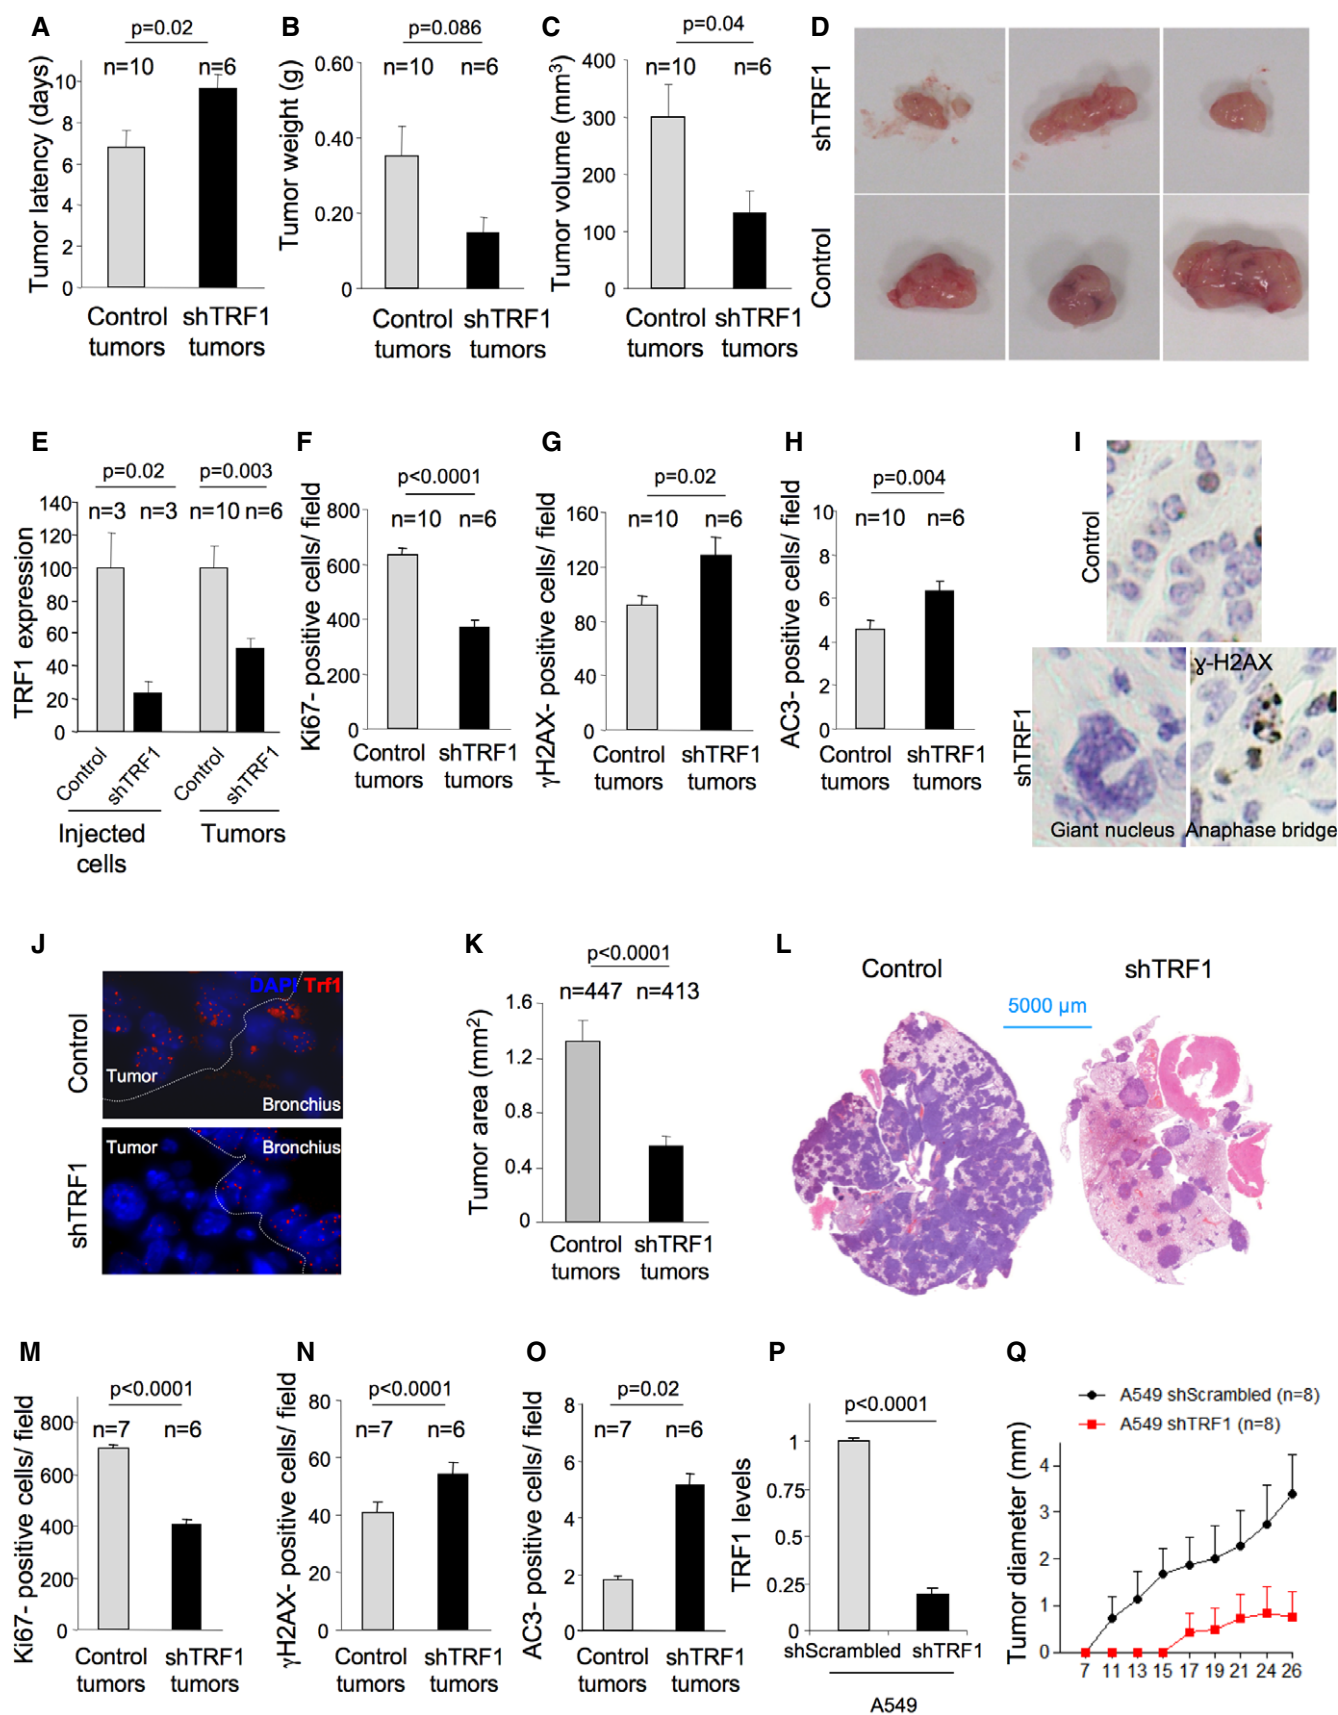 A
p=0.02
n=10 n=6
Tumor latency (days)
10
8
6
4
2
0
Control tumors
shTRF1 tumors
B
p=0.086
n=10 n=6
Tumor weight (g)
0.60
0.40
0.20
0
Control tumors
shTRF1 tumors
C
p=0.04
n=10 n=6
Tumor volume (mm³)
400
300
200
100
0
Control tumors
shTRF1 tumors
D
shTRF1
Control
E
p=0.02 p=0.003
n=3 n=3 n=10 n=6
TRF1 expression
140
120
100
80
60
40
20
0
Control
shTRF1
Control
shTRF1
Injected cells
Tumors
F
p<0.0001
n=10 n=6
Ki67- positive cells/ field
800
600
400
200
0
Control tumors
shTRF1 tumors
G
p=0.02
n=10 n=6
γH2AX- positive cells/ field
160
120
80
40
0
Control tumors
shTRF1 tumors
H
p=0.004
n=10 n=6
AC3- positive cells/ field
10
8
6
4
2
0
Control tumors
shTRF1 tumors
I
Control
shTRF1
Giant nucleus
ɣ-H2AX
Anaphase bridge
J
Control
DAPI Trf1
Tumor
Bronchius
shTRF1
Tumor
Bronchius
K
p<0.0001
n=447 n=413
Tumor area (mm²)
1.6
1.2
0.8
0.4
0
Control tumors
shTRF1 tumors
L
Control
shTRF1
5000 µm
M
p<0.0001
n=7 n=6
Ki67- positive cells/ field
800
600
400
200
0
Control tumors
shTRF1 tumors
N
p<0.0001
n=7 n=6
γH2AX- positive cells/ field
80
60
40
20
0
Control tumors
shTRF1 tumors
O
p=0.02
n=7 n=6
AC3- positive cells/ field
8
6
4
2
0
Control tumors
shTRF1 tumors
P
p<0.0001
TRF1 levels
1
0.75
0.5
0.25
0
shScrambled
shTRF1
A549
Q
A549 shScrambled (n=8)
A549 shTRF1 (n=8)
Tumor diameter (mm)
4
3
2
1
0
7 11 13 15 17 19 21 24 26